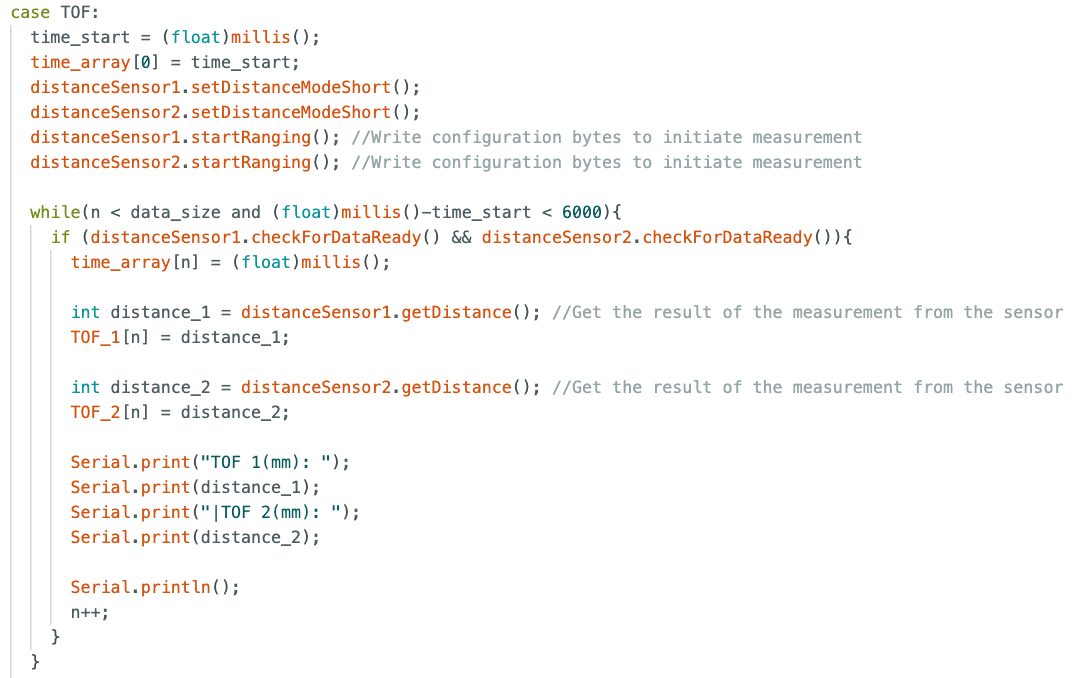 case TOF:
  time_start = (float)millis();
  time_array[0] = time_start;
  distanceSensor1.setDistanceModeShort();
  distanceSensor2.setDistanceModeShort();
  distanceSensor1.startRanging(); //Write configuration bytes to initiate measurement
  distanceSensor2.startRanging(); //Write configuration bytes to initiate measurement

  while(n < data_size and (float)millis()-time_start < 6000){
    if (distanceSensor1.checkForDataReady() && distanceSensor2.checkForDataReady()){
      time_array[n] = (float)millis();

      int distance_1 = distanceSensor1.getDistance(); //Get the result of the measurement from the sensor
      TOF_1[n] = distance_1;

      int distance_2 = distanceSensor2.getDistance(); //Get the result of the measurement from the sensor
      TOF_2[n] = distance_2;

      Serial.print("TOF 1(mm): ");
      Serial.print(distance_1);
      Serial.print("|TOF 2(mm): ");
      Serial.print(distance_2);

      Serial.println();
      n++;
    }
  }